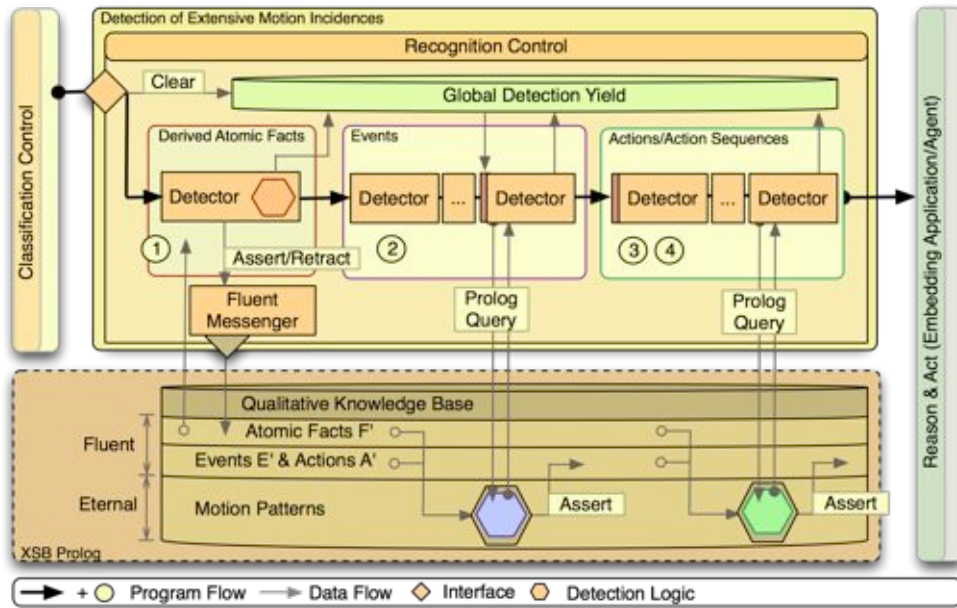 Detection of Extensive Motion Incidences
Recognition Control
Classification Control
Clear
Global Detection Yield
Derived Atomic Facts
Events
Actions/Action Sequences
Detector
Detector
...
Detector
Detector
...
Detector
1
2
3
4
Assert/Retract
Fluent
Messenger
Prolog
Query
Prolog
Query
Reason & Act (Embedding Application/Agent)
Qualitative Knowledge Base
Fluent
Atomic Facts F'
Events E' & Actions A'
Eternal
Motion Patterns
Assert
Assert
XSB Prolog
+ Program Flow
Data Flow
Interface
Detection Logic